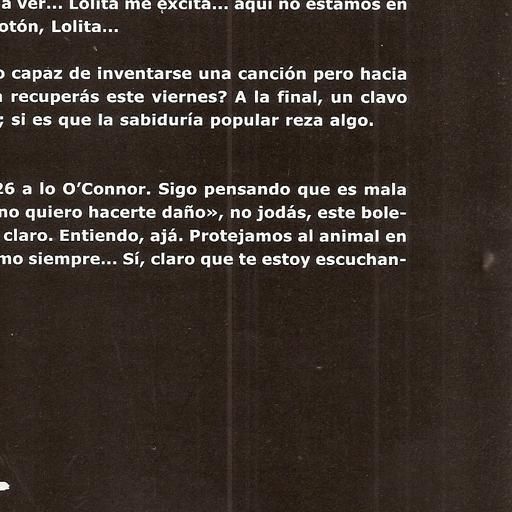 a ver... Lolita me excita... aquí no estamos en
otón, Lolita...
o capaz de inventarse una canción pero hacia
recuperás este viernes? A la final, un clavo
; si es que la sabiduría popular reza algo.
26 a lo O’Connor. Sigo pensando que es mala
no quiero hacerte daño», no jodás, este bole-
claro. Entiendo, ajá. Protejamos al animal en
mo siempre... Sí, claro que te estoy escuchan-